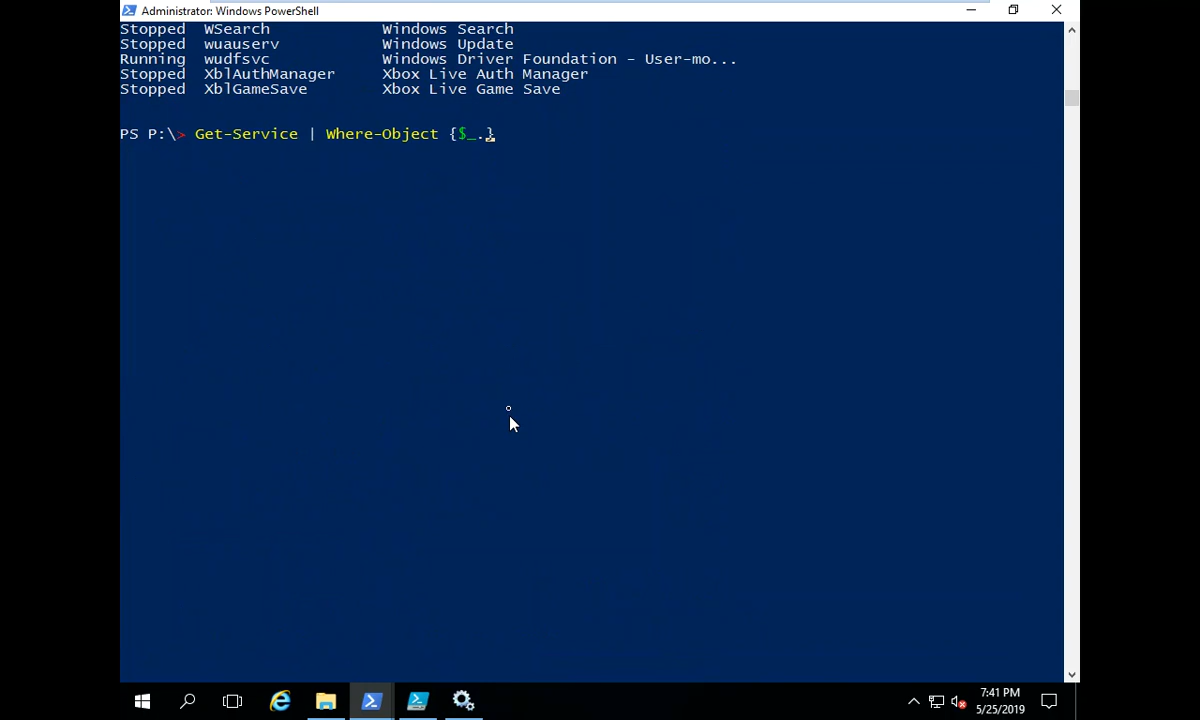 Administrator: Windows PowerShell
Stopped WSearch Windows Search
Stopped wuauserv Windows Update
Running wudfsvc Windows Driver Foundation - User-mo...
Stopped XblAuthManager Xbox Live Auth Manager
Stopped XblGameSave Xbox Live Game Save
PS P:\> Get-Service | Where-Object {$_.}
7:41 PM
5/25/2019